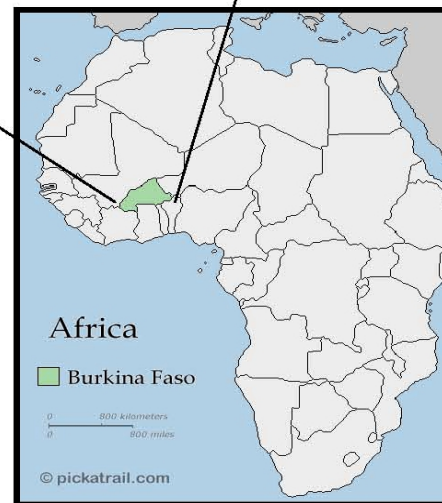 Africa
Burkina Faso
0 800 kilometers
0 800 miles
© pickatrail.com